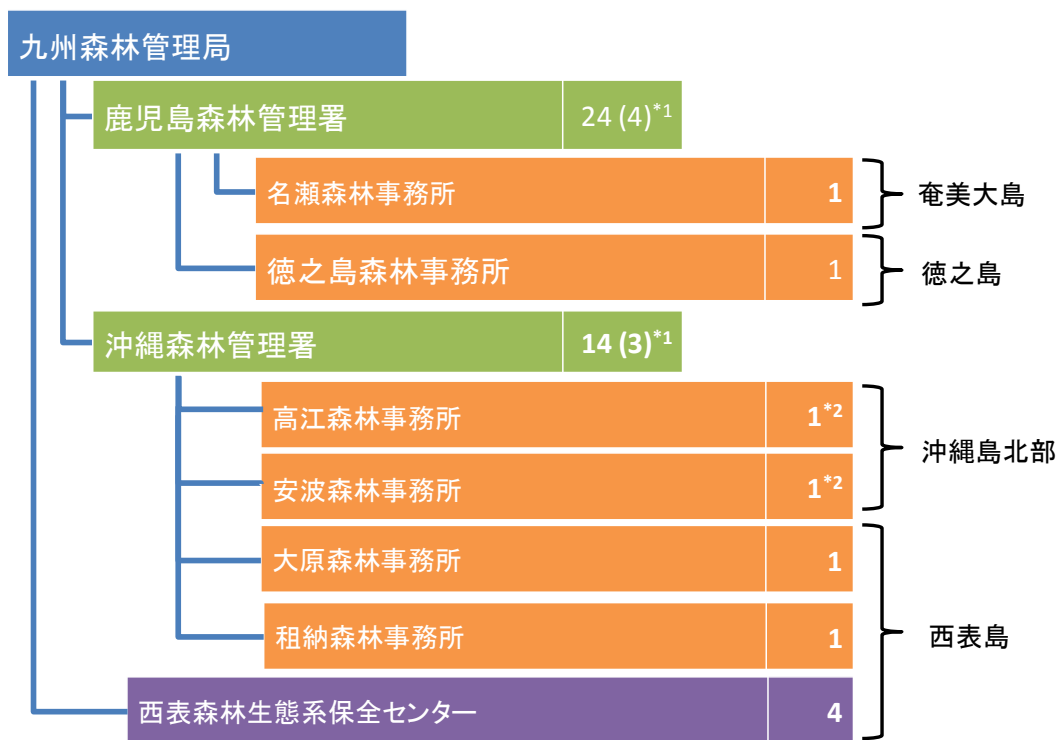 九州森林管理局
鹿児島森林管理署 24 (4)*1
名瀬森林事務所 1 奄美大島
徳之島森林事務所 1 徳之島
沖縄森林管理署 14 (3)*1
高江森林事務所 1*2
沖縄島北部
安波森林事務所 1*2
大原森林事務所 1
租納森林事務所 1 西表島
西表森林生態系保全センター 4